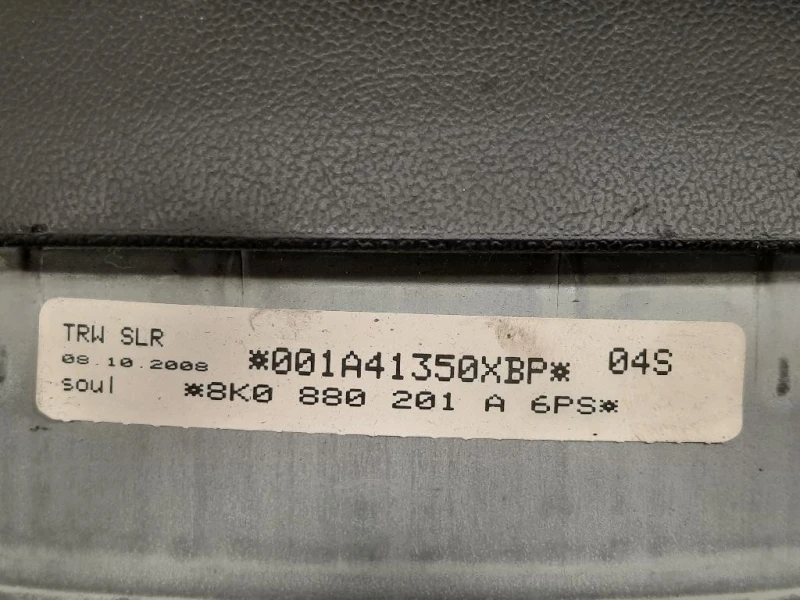 TRW SLR
08.10.2008 *001A41350XBP* 04S
soul *8K0 880 201 A 6PS*